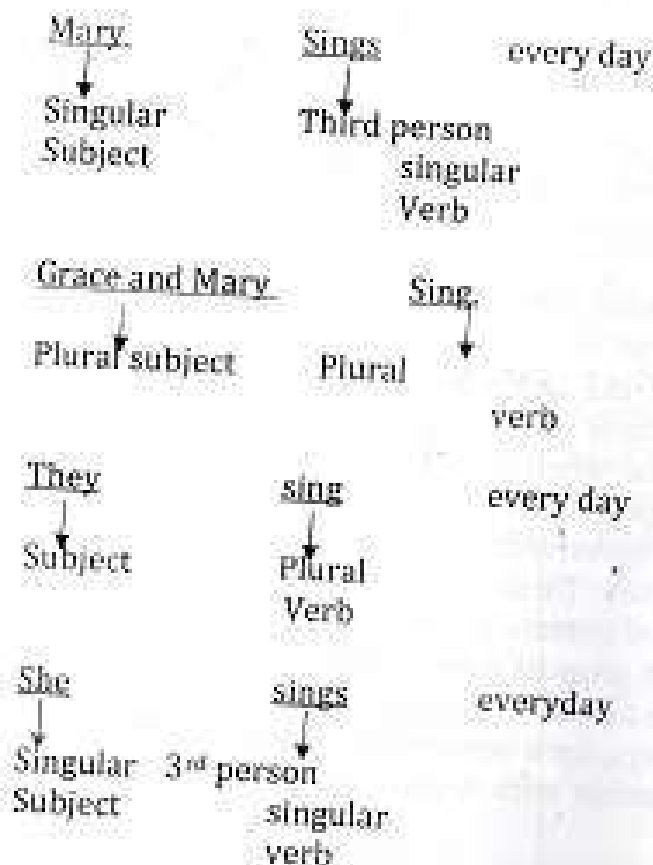 Mary Sings every day
Singular Third person
Subject singular
Verb
Grace and Mary Sing
Plural subject Plural
verb
They sing every day
Subject Plural
Verb
She sings everyday
Singular 3rd person
Subject singular
verb